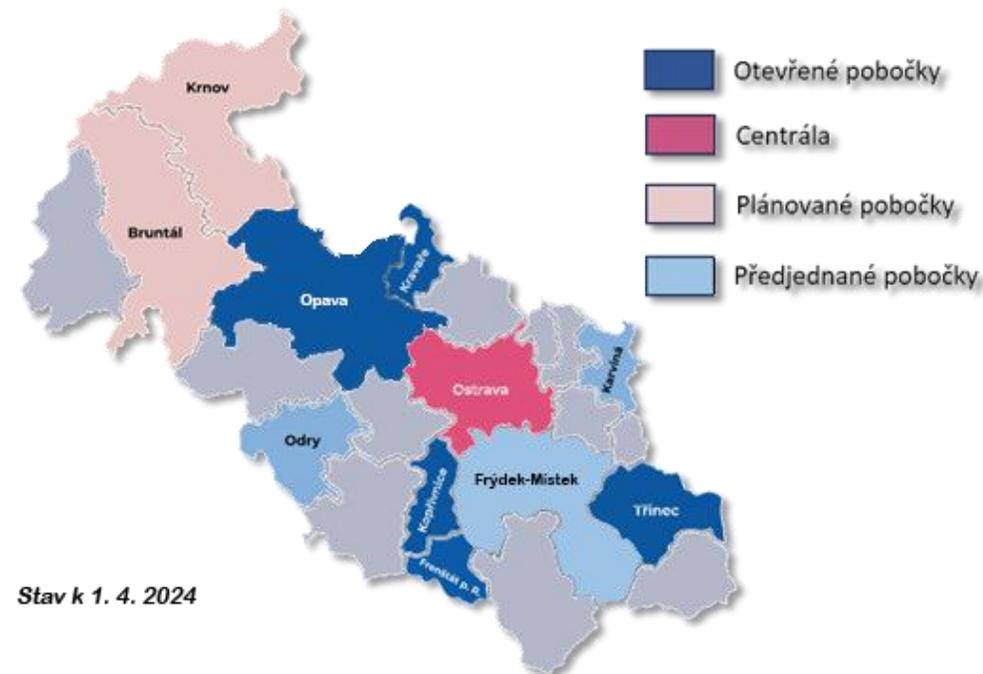 Krnov
Otevřené pobočky
Centrála
Plánované pobočky
Předjednané pobočky
Bruntál
Kravaře
Opava
Karviná
Ostrava
Odry
Frýdek-Místek
Kopřivnice
Třinec
Frenštát p. R.
Stav k 1. 4. 2024